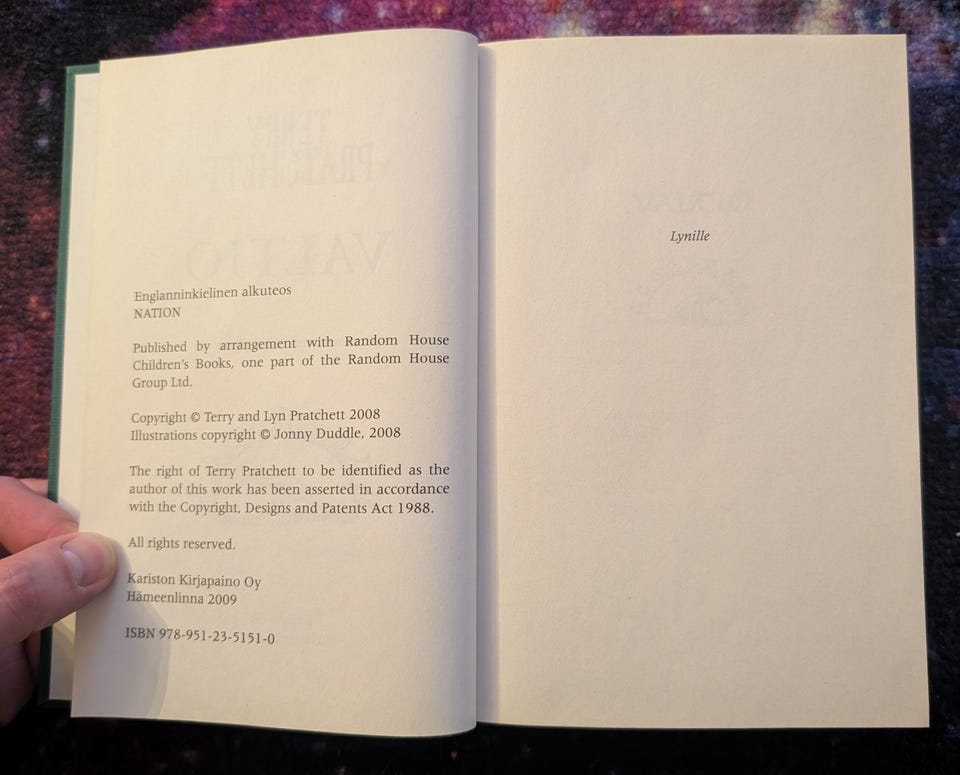 Englanninkielinen alkuteos
NATION
Published by arrangement with Random House
Children's Books, one part of the Random House
Group Ltd.
Copyright © Terry and Lyn Pratchett 2008
Illustrations copyright © Jonny Duddle, 2008
The right of Terry Pratchett to be identified as the
author of this work has been asserted in accordance
with the Copyright, Designs and Patents Act 1988.
All rights reserved.
Kariston Kirjapaino Oy
Hämeenlinna 2009
ISBN 978-951-23-5151-0
Lynille